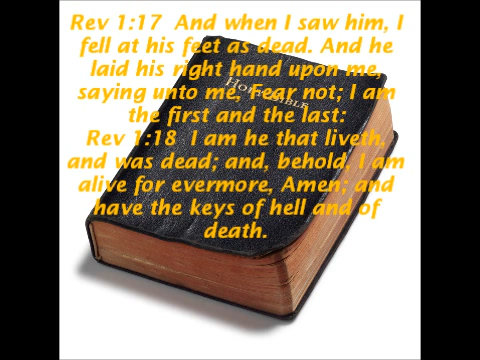 Rev 1:17 And when I saw him, I
fell at his feet as dead. And he
laid his right hand upon me,
saying unto me, Fear not; I am
the first and the last:
Rev 1:18 I am he that liveth,
and was dead; and, behold, I am
alive for evermore, Amen; and
have the keys of hell and of
death.
HOLY BIBLE